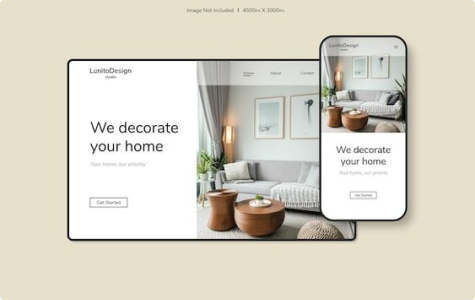 Image Not Included | 4500px X 3000px
LunitoDesign
studio
Home About Contact
We decorate
your home
Your home, our priority
Get Started
LunitoDesign
studio
We decorate
your home
Your home, our priority
Get Started